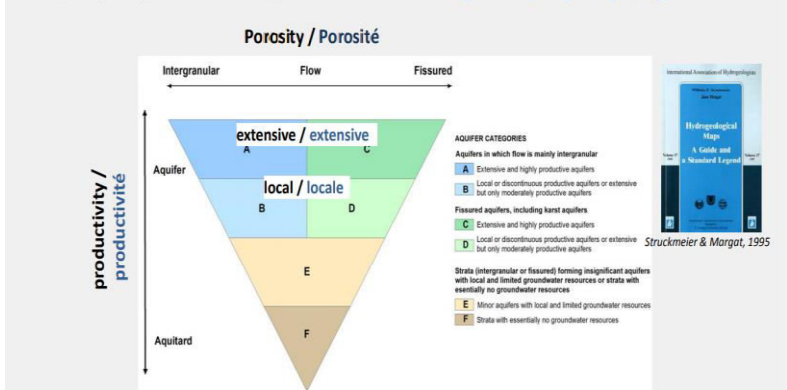 Porosity / Porosité
Intergranular Flow Fissured
extensive / extensive
A C
Aquifer
local / locale
B D
productivity /
productivité
E
F
Aquitard
AQUIFER CATEGORIES
Aquifers in which flow is mainly intergranular
A Extensive and highly productive aquifers
B Local or discontinuous productive aquifers or extensive
but only moderately productive aquifers
Fissured aquifers, including karst aquifers
C Extensive and highly productive aquifers
D Local or discontinuous productive aquifers or extensive
but only moderately productive aquifers
Strata (intergranular or fissured) forming insignificant aquifers
with local and limited groundwater resources or strata with
esentially no groundwater resources
E Minor aquifers with local and limited groundwater resources
F Strata with essentially no groundwater resources
International Association of Hydrogeologists
Hydrogeological
Maps
A Guide and
a Standard Legend
Struckmeier & Margat, 1995